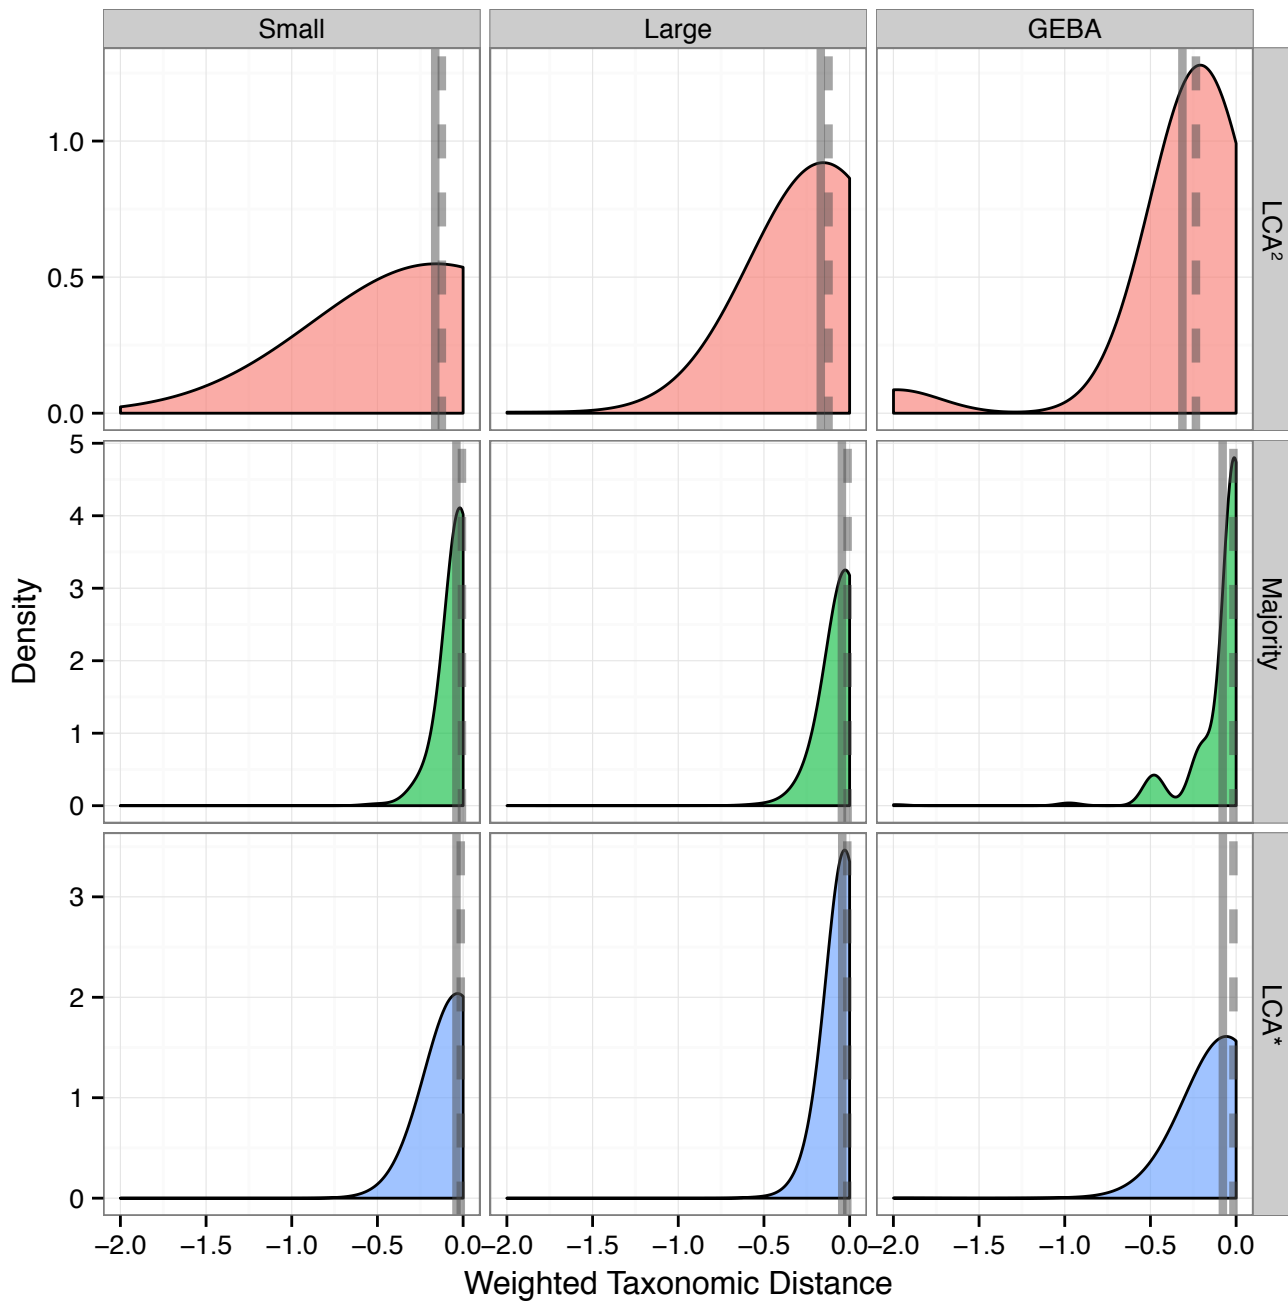 Small Large GEBA
1.0
0.5
0.0
LCA²
5
4
3
2
1
0
Majority
Density
3
2
1
0
LCA*
−2.0 −1.5 −1.0 −0.5 0.0 −2.0 −1.5 −1.0 −0.5 0.0 −2.0 −1.5 −1.0 −0.5 0.0
Weighted Taxonomic Distance